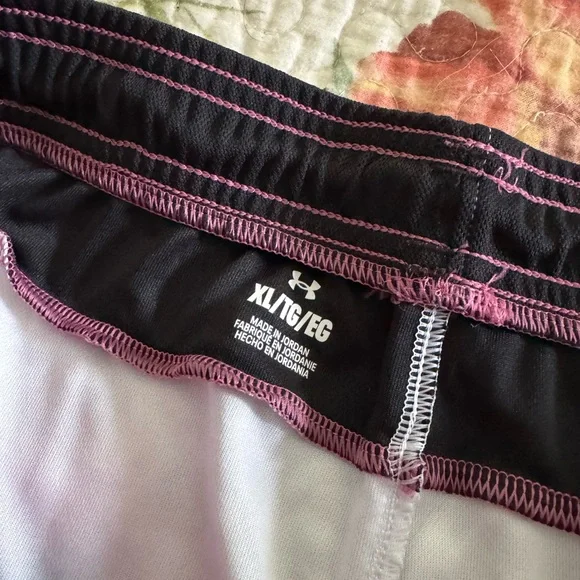 XL/TG/EG
MADE IN JORDAN
FABRIQUÉ EN JORDANIE
HECHO EN JORDANIA